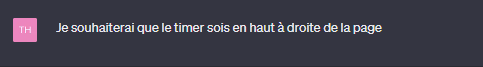 TH
Je souhaiterai que le timer sois en haut à droite de la page